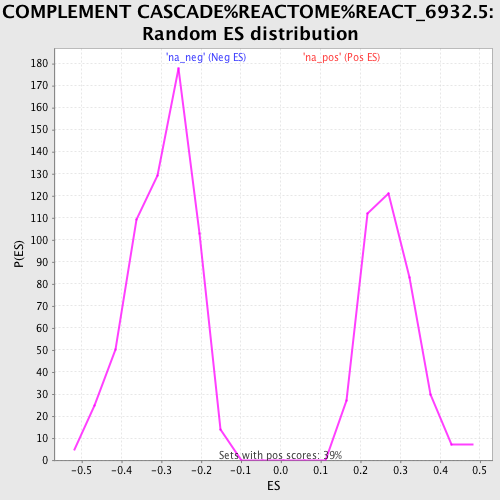 COMPLEMENT CASCADE%REACTOME%REACT_6932.5:
Random ES distribution
'na_neg' (Neg ES) 'na_pos' (Pos ES)
180
170
160
150
140
130
120
110
100
90
80
70
60
50
40
30
20
10
0
P(ES)
Sets with pos scores: 39%
-0.5 -0.4 -0.3 -0.2 -0.1 0.0 0.1 0.2 0.3 0.4 0.5
ES